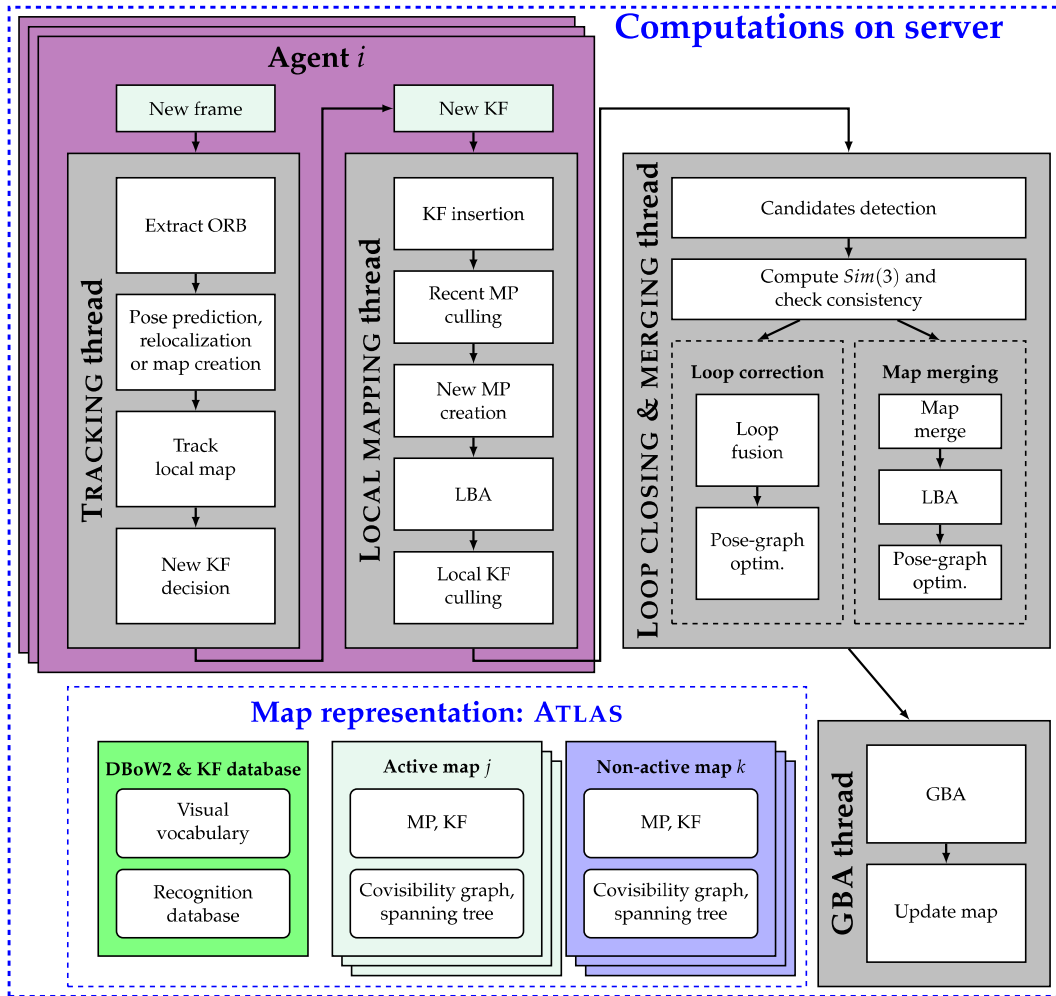 Computations on server
Agent i
New frame
TRACKING thread
Extract ORB
Pose prediction,
relocalization
or map creation
Track
local map
New KF
decision
New KF
LOCAL MAPPING thread
KF insertion
Recent MP
culling
New MP
creation
LBA
Local KF
culling
LOOP CLOSING & MERGING thread
Candidates detection
Compute Sim(3) and
check consistency
Loop correction
Loop
fusion
Pose-graph
optim.
Map merging
Map
merge
LBA
Pose-graph
optim.
Map representation: ATLAS
DBoW2 & KF database
Visual
vocabulary
Recognition
database
Active map j
MP, KF
Covisibility graph,
spanning tree
Non-active map k
MP, KF
Covisibility graph,
spanning tree
GBA thread
GBA
Update map